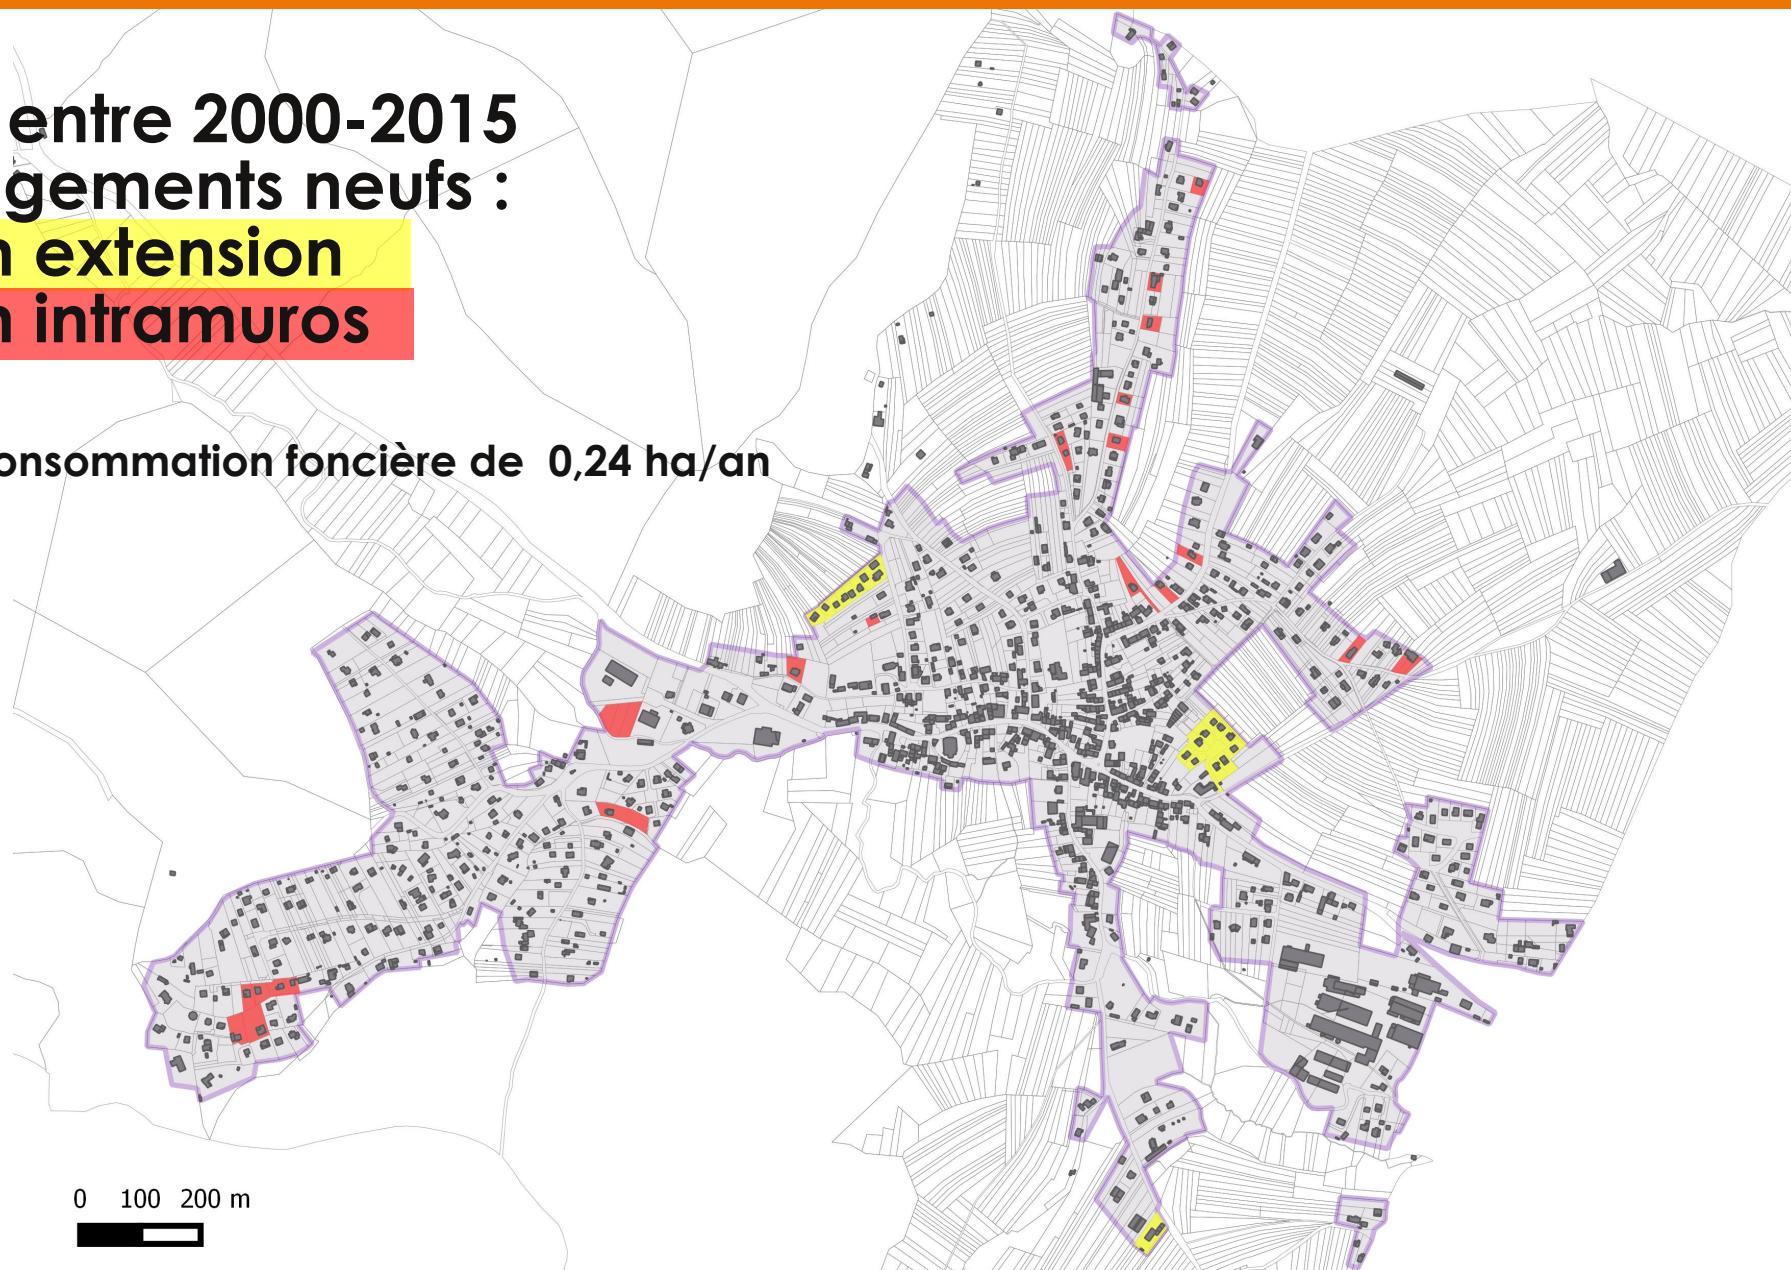 entre 2000-2015
gements neufs :
n extension
n intramuros
onsommation foncière de 0,24 ha/an
0 100 200 m